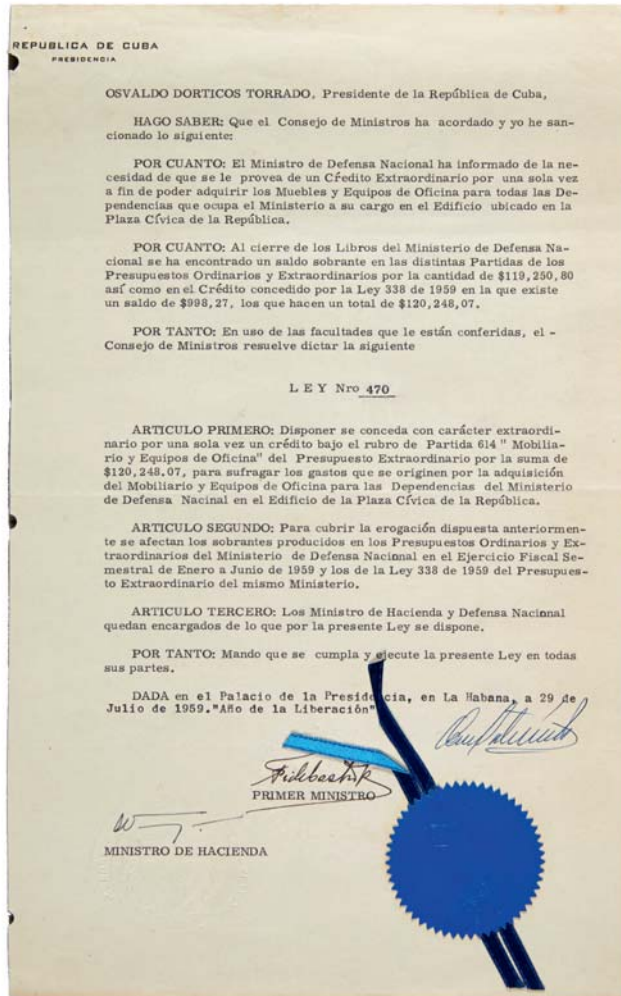 REPUBLICA DE CUBA
PRESIDENCIA
OSVALDO DORTICOS TORRADO, Presidente de la República de Cuba,
HAGO SABER: Que el Consejo de Ministros ha acordado y yo he san-
cionado lo siguiente:
POR CUANTO: El Ministro de Defensa Nacional ha informado de la ne-
cesidad de que se le provea de un Crédito Extraordinario por una sola vez
a fin de poder adquirir los Muebles y Equipos de Oficina para todas las De-
pendencias que ocupa el Ministerio a su cargo en el Edificio ubicado en la
Plaza Cívica de la República.
POR CUANTO: Al cierre de los Libros del Ministerio de Defensa Na-
cional se ha encontrado un saldo sobrante en las distintas Partidas de los
Presupuestos Ordinarios y Extraordinarios por la cantidad de $119,250,80
así como en el Crédito concedido por la Ley 338 de 1959 en la que existe
un saldo de $998,27, los que hacen un total de $120,248,07.
POR TANTO: En uso de las facultades que le están conferidas, el -
Consejo de Ministros resuelve dictar la siguiente
L E Y Nro 470
ARTICULO PRIMERO: Disponer se conceda con carácter extraordi-
nario por una sola vez un crédito bajo el rubro de Partida 614 " Mobilia-
rio y Equipos de Oficina" del Presupuesto Extraordinario por la suma de
$120,248.07, para sufragar los gastos que se originen por la adquisición
del Mobiliario y Equipos de Oficina para las Dependencias del Ministerio
de Defensa Nacinal en el Edificio de la Plaza Cívica de la República.
ARTICULO SEGUNDO: Para cubrir la erogación dispuesta anteriormen-
te se afectan los sobrantes producidos en los Presupuestos Ordinarios y Ex-
traordinarios del Ministerio de Defensa Nacional en el Ejercicio Fiscal Se-
mestral de Enero a Junio de 1959 y los de la Ley 338 de 1959 del Presupues-
to Extraordinario del mismo Ministerio.
ARTICULO TERCERO: Los Ministro de Hacienda y Defensa Nacional
quedan encargados de lo que por la presente Ley se dispone.
POR TANTO: Mando que se cumpla y ejecute la presente Ley en todas
sus partes.
DADA en el Palacio de la Presidencia, en La Habana, a 29 de
Julio de 1959."Año de la Liberación"
PRIMER MINISTRO
MINISTRO DE HACIENDA